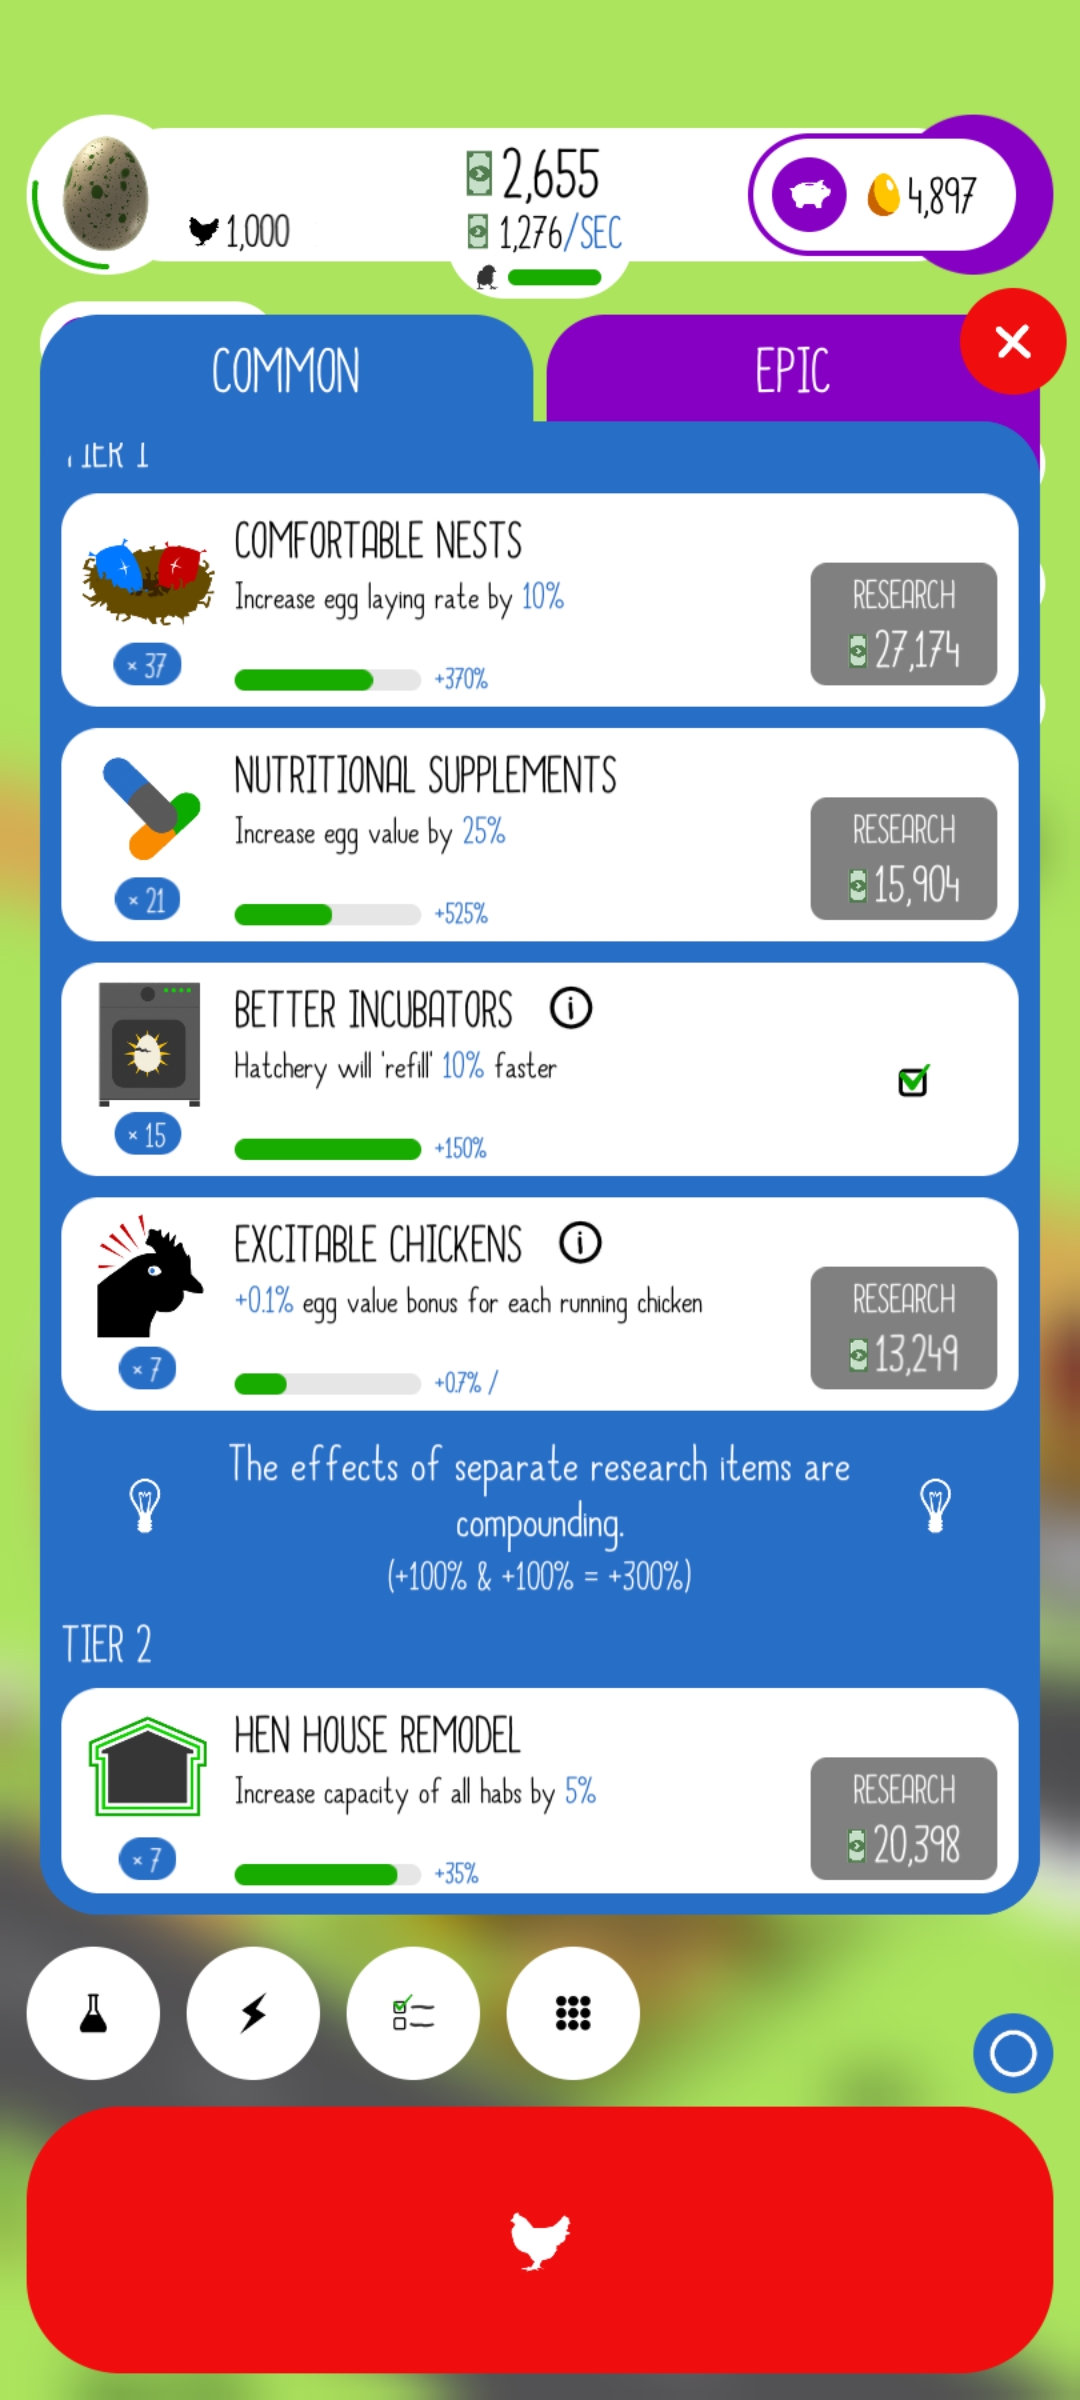 2,655
1,000
1,276/SEC
4,897
COMMON
EPIC
TIER 1
COMFORTABLE NESTS
Increase egg laying rate by 10%
RESEARCH
27,174
× 37
+370%
NUTRITIONAL SUPPLEMENTS
Increase egg value by 25%
RESEARCH
15,904
× 21
+525%
BETTER INCUBATORS
Hatchery will 'refill' 10% faster
× 15
+150%
EXCITABLE CHICKENS
+0.1% egg value bonus for each running chicken
RESEARCH
13,249
× 7
+0.7% /
The effects of separate research items are
compounding.
(+100% & +100% = +300%)
TIER 2
HEN HOUSE REMODEL
Increase capacity of all habs by 5%
RESEARCH
20,398
× 7
+35%